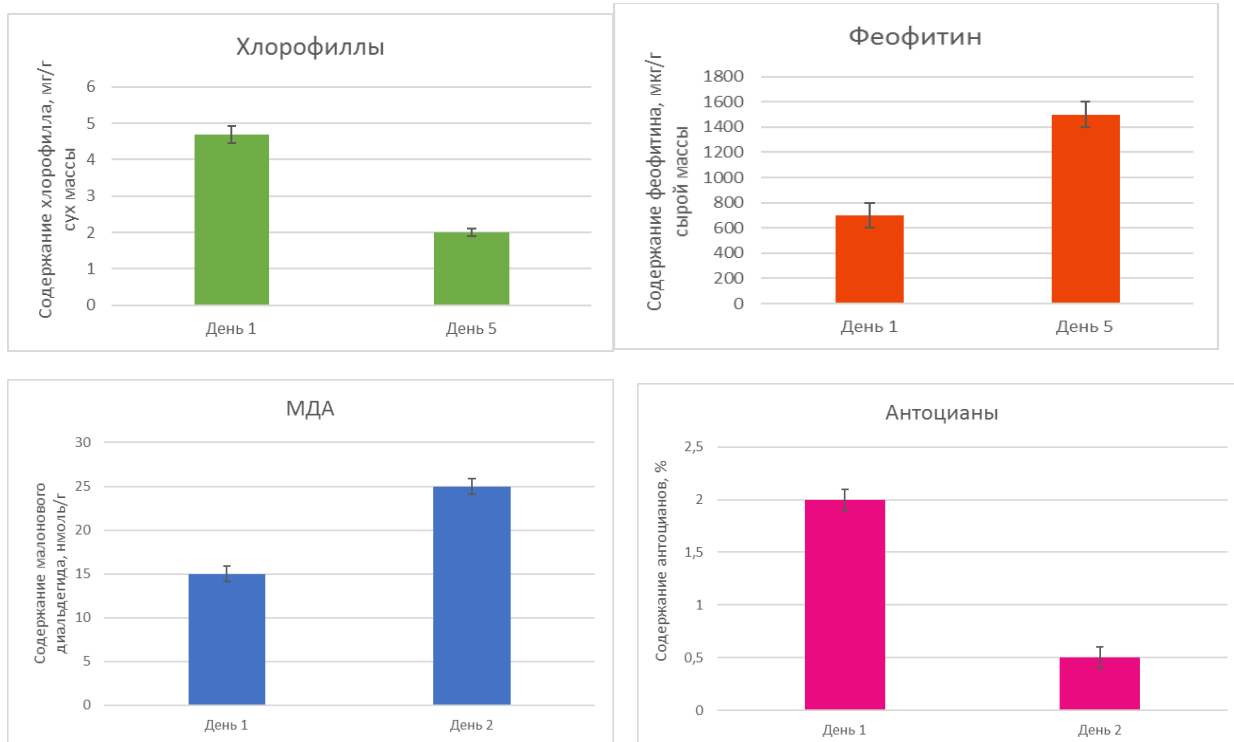 Хлорофиллы
Содержание хлорофилла, мг/г
сух массы
6
5
4
3
2
1
0
День 1
День 5
Феофитин
Содержание феофитина, мкг/г
сырой массы
1800
1600
1400
1200
1000
800
600
400
200
0
День 1
День 5
МДА
Содержание малонового
диальдегида, нмоль/г
30
25
20
15
10
5
0
День 1
День 2
Антоцианы
Содержание антоцианов, %
2,5
2
1,5
1
0,5
0
День 1
День 2